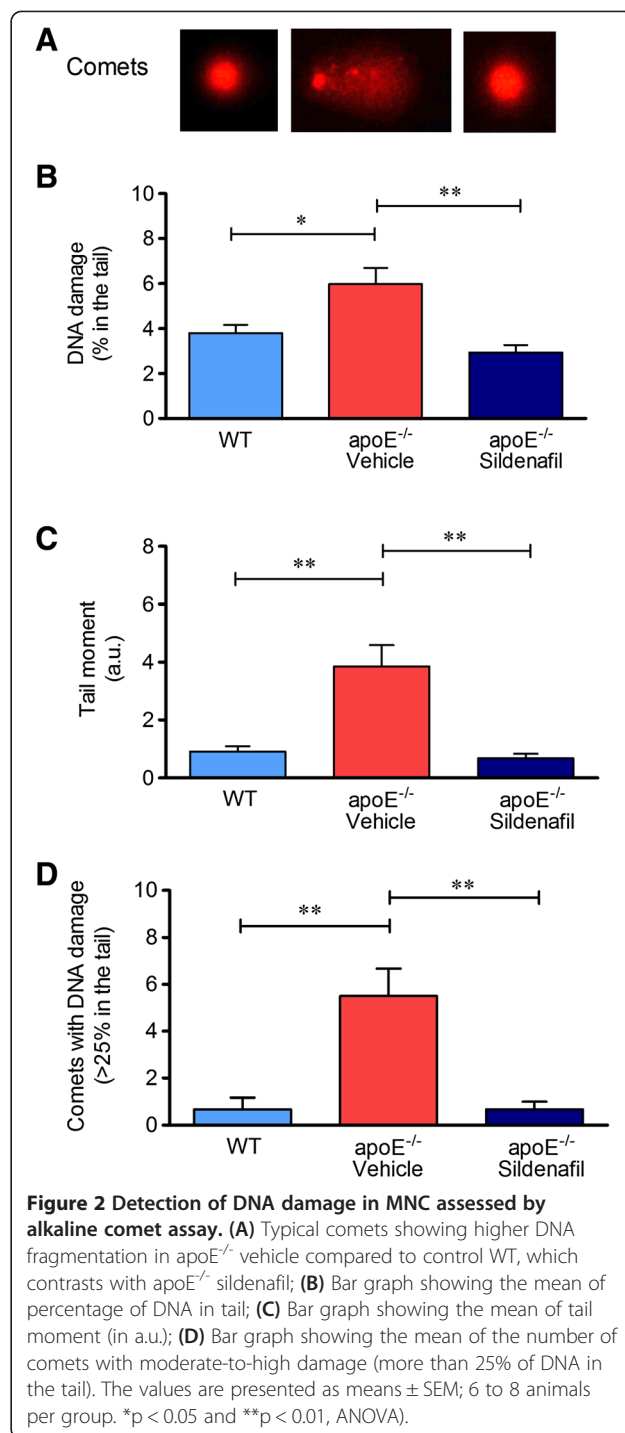 A
Comets
B
DNA damage
(% in the tail)
10
8
6
4
2
0
*
**
WT
apoE-/-
Vehicle
apoE-/-
Sildenafil
C
Tail moment
(a.u.)
8
6
4
2
0
**
**
WT
apoE-/-
Vehicle
apoE-/-
Sildenafil
D
Comets with DNA damage
(>25% in the tail)
10
8
6
4
2
0
**
**
WT
apoE-/-
Vehicle
apoE-/-
Sildenafil
Figure 2 Detection of DNA damage in MNC assessed by
alkaline comet assay. (A) Typical comets showing higher DNA
fragmentation in apoE-/- vehicle compared to control WT, which
contrasts with apoE-/- sildenafil; (B) Bar graph showing the mean of
percentage of DNA in tail; (C) Bar graph showing the mean of tail
moment (in a.u.); (D) Bar graph showing the mean of the number of
comets with moderate-to-high damage (more than 25% of DNA in
the tail). The values are presented as means ± SEM; 6 to 8 animals
per group. *p < 0.05 and **p < 0.01, ANOVA).